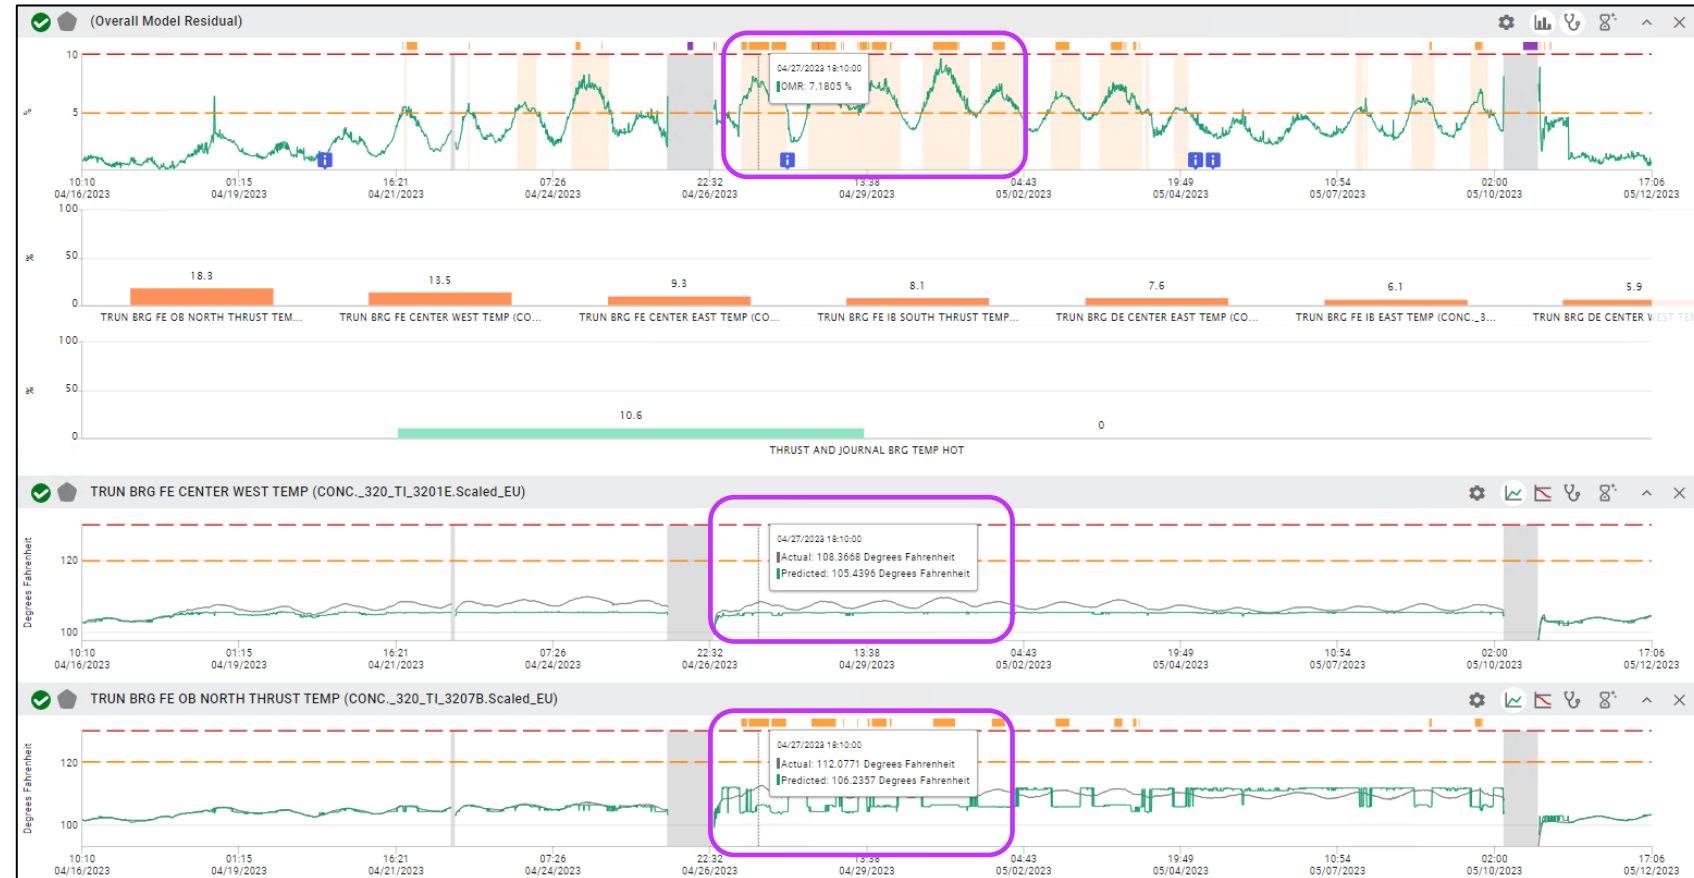 (Overall Model Residual)
10
04/27/2023 18:10:00
OMR: 7.1805 %
%
5
10:10 01:15 16:21 07:26 22:32 13:38 04:43 19:49 10:54 02:00 17:06
04/16/2023 04/19/2023 04/21/2023 04/24/2023 04/26/2023 04/29/2023 05/02/2023 05/04/2023 05/07/2023 05/10/2023 05/12/2023
100
%
50
18.3 13.5 9.3 8.1 7.6 6.1 5.9
0
TRUN BRG FE OB NORTH THRUST TEM... TRUN BRG FE CENTER WEST TEMP (CO... TRUN BRG FE CENTER EAST TEMP (CO... TRUN BRG FE IB SOUTH THRUST TEMP... TRUN BRG DE CENTER EAST TEMP (CO... TRUN BRG FE IB EAST TEMP (CONC._3... TRUN BRG DE CENTER WEST TEM
100
%
50
10.6 0
0
THRUST AND JOURNAL BRG TEMP HOT
TRUN BRG FE CENTER WEST TEMP (CONC._320_TI_3201E.Scaled_EU)
Degrees Fahrenheit
04/27/2023 18:10:00
120
Actual: 108.3668 Degrees Fahrenheit
Predicted: 105.4396 Degrees Fahrenheit
100
10:10 01:15 16:21 07:26 22:32 13:38 04:43 19:49 10:54 02:00 17:06
04/16/2023 04/19/2023 04/21/2023 04/24/2023 04/26/2023 04/29/2023 05/02/2023 05/04/2023 05/07/2023 05/10/2023 05/12/2023
TRUN BRG FE OB NORTH THRUST TEMP (CONC._320_TI_3207B.Scaled_EU)
Degrees Fahrenheit
04/27/2023 18:10:00
120
Actual: 112.0771 Degrees Fahrenheit
Predicted: 106.2357 Degrees Fahrenheit
100
10:10 01:15 16:21 07:26 22:32 13:38 04:43 19:49 10:54 02:00 17:06
04/16/2023 04/19/2023 04/21/2023 04/24/2023 04/26/2023 04/29/2023 05/02/2023 05/04/2023 05/07/2023 05/10/2023 05/12/2023